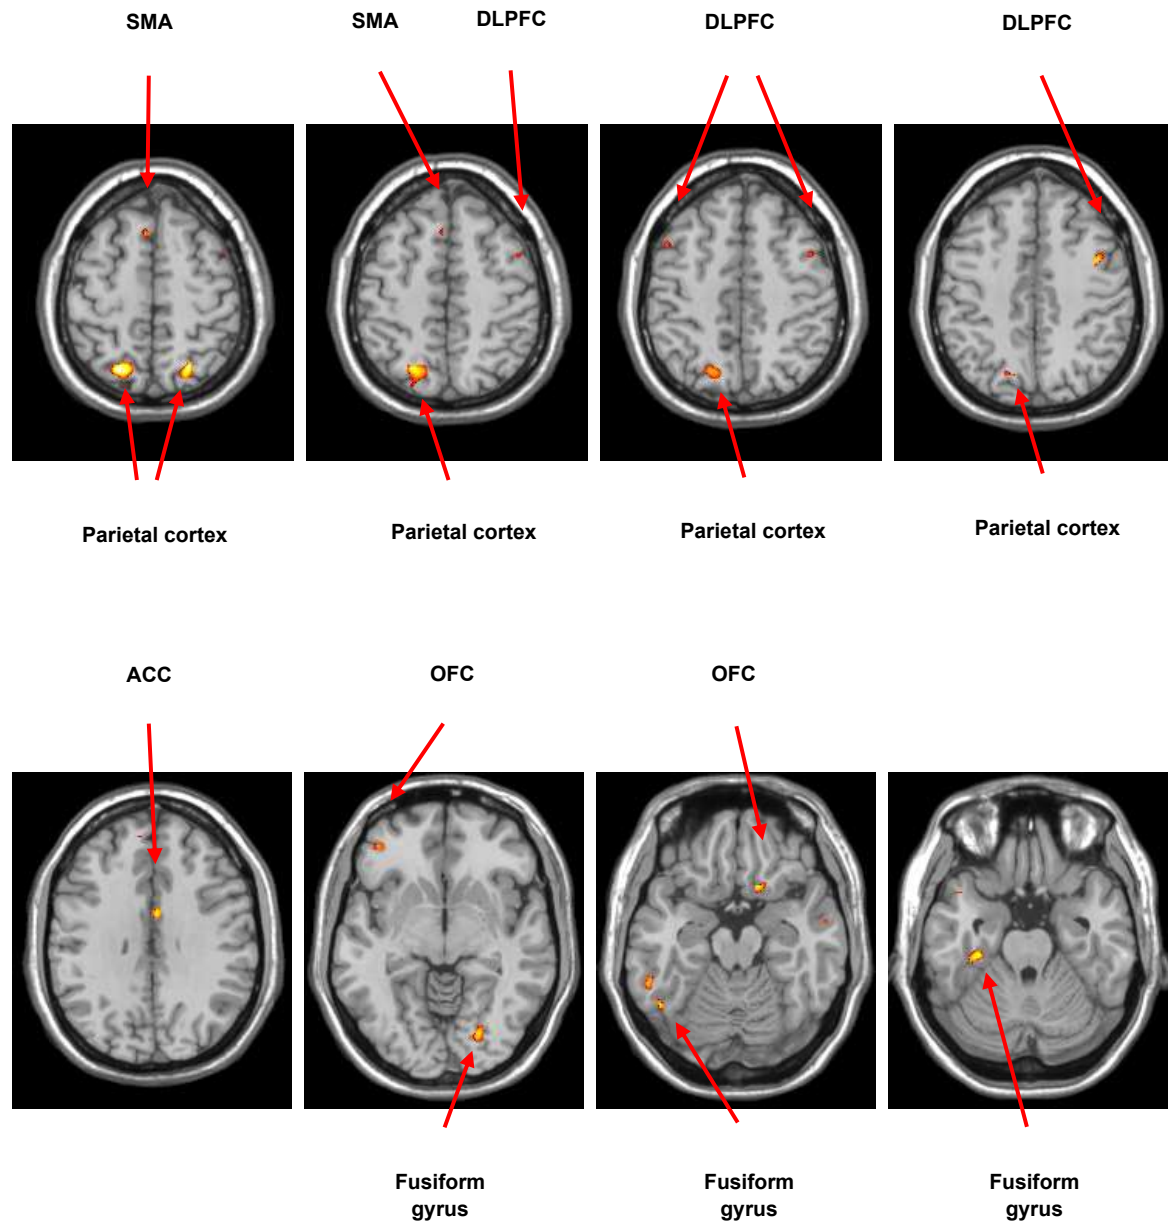 SMA
SMA
DLPFC
DLPFC
DLPFC
Parietal cortex
Parietal cortex
Parietal cortex
Parietal cortex
ACC
OFC
OFC
Fusiform
gyrus
Fusiform
gyrus
Fusiform
gyrus